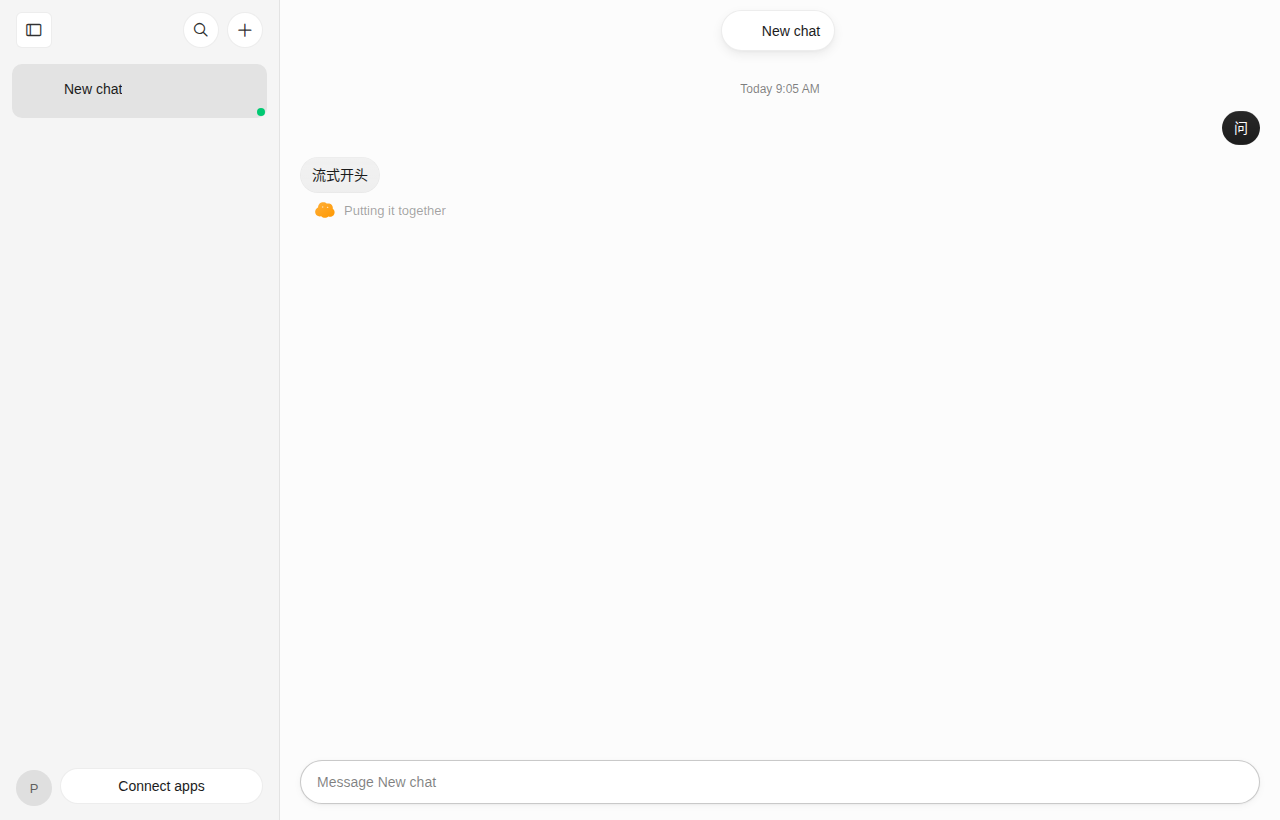 New chat
New chat
Today 9:05 AM
问
流式开头
Putting it together
P
Connect apps
Message New chat